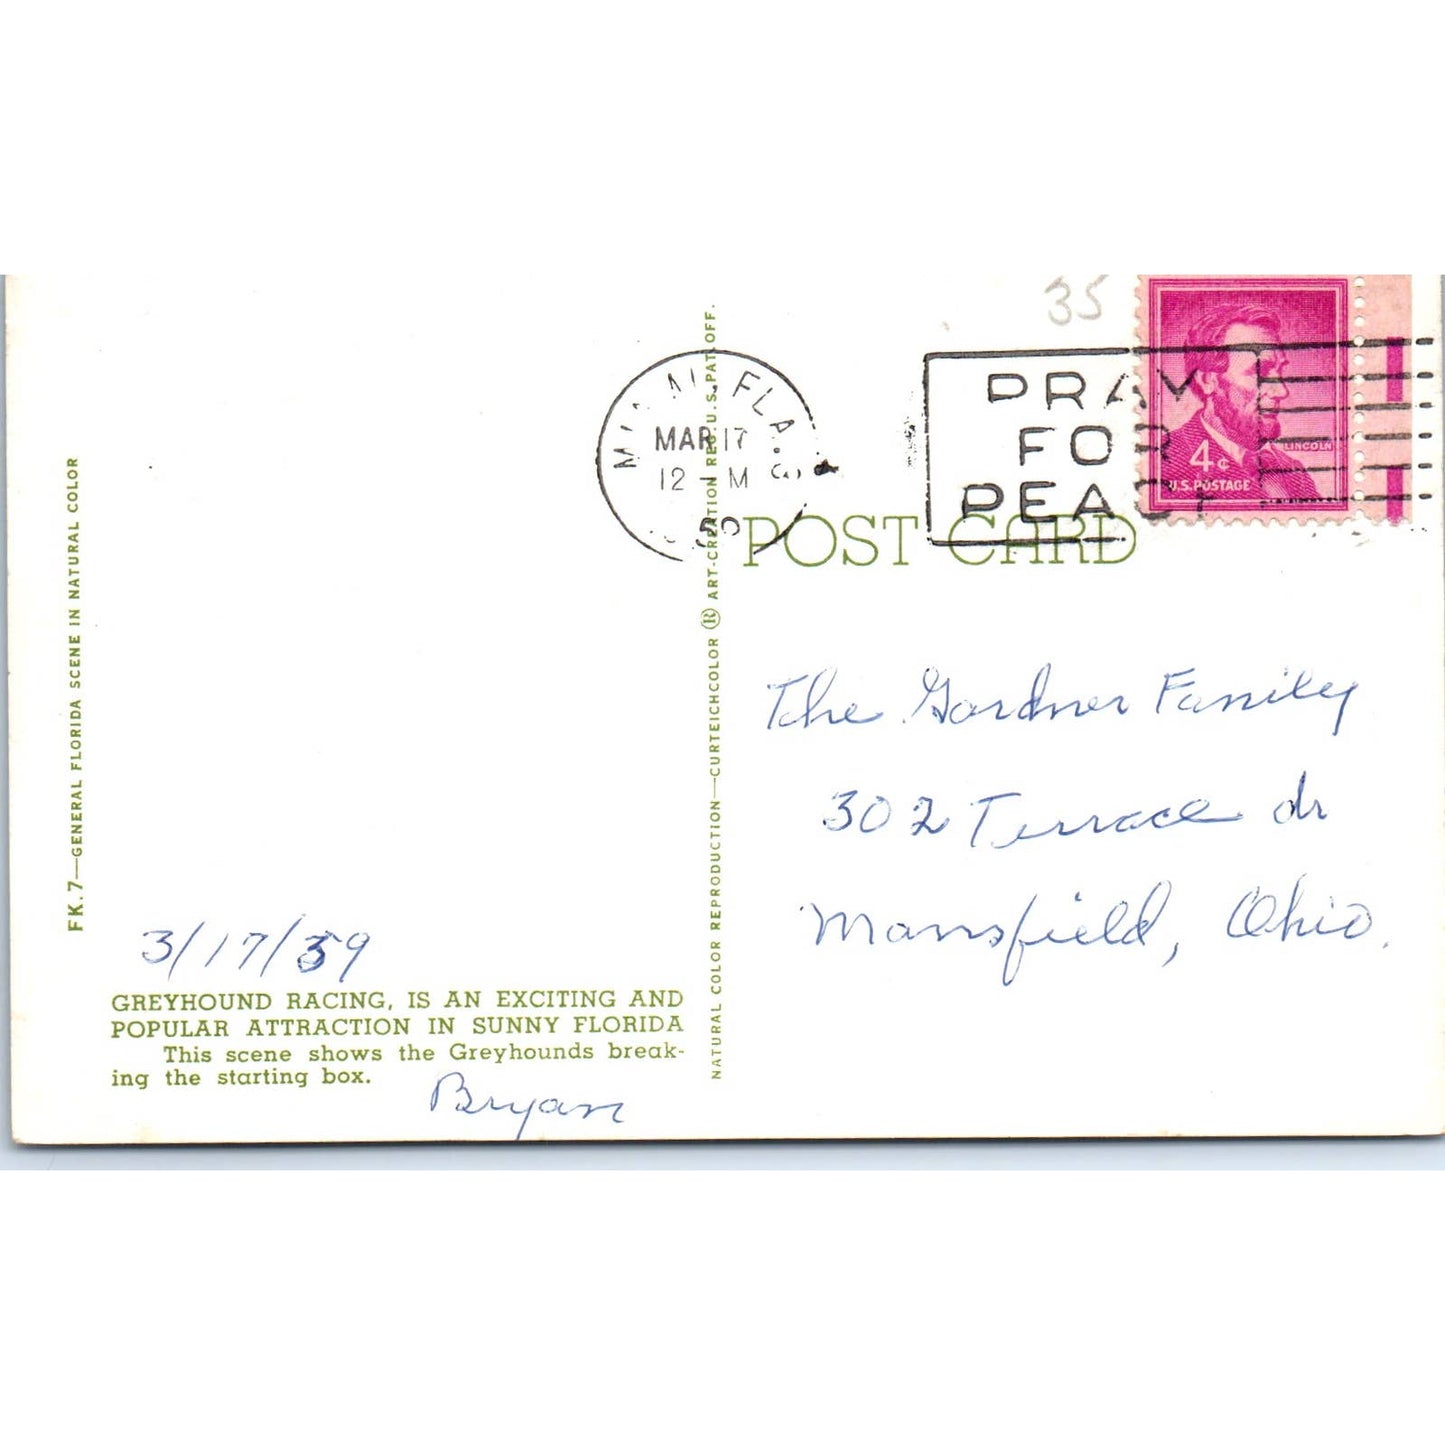 35
PRAY
FOR
PEACE
LINCOLN
4¢
U.S. POSTAGE
MIAMI, FLA. 3
MAR 17
12 M
POST CARD
The Gardner Family
302 Terrace dr
Mansfield, Ohio.
FK.7—GENERAL FLORIDA SCENE IN NATURAL COLOR
NATURAL COLOR REPRODUCTION—CURTEICHCOLOR ® ART-CREATION REG. U.S. PAT. OFF.
3/17/59
GREYHOUND RACING, IS AN EXCITING AND
POPULAR ATTRACTION IN SUNNY FLORIDA
This scene shows the Greyhounds break-
ing the starting box.
Bryan